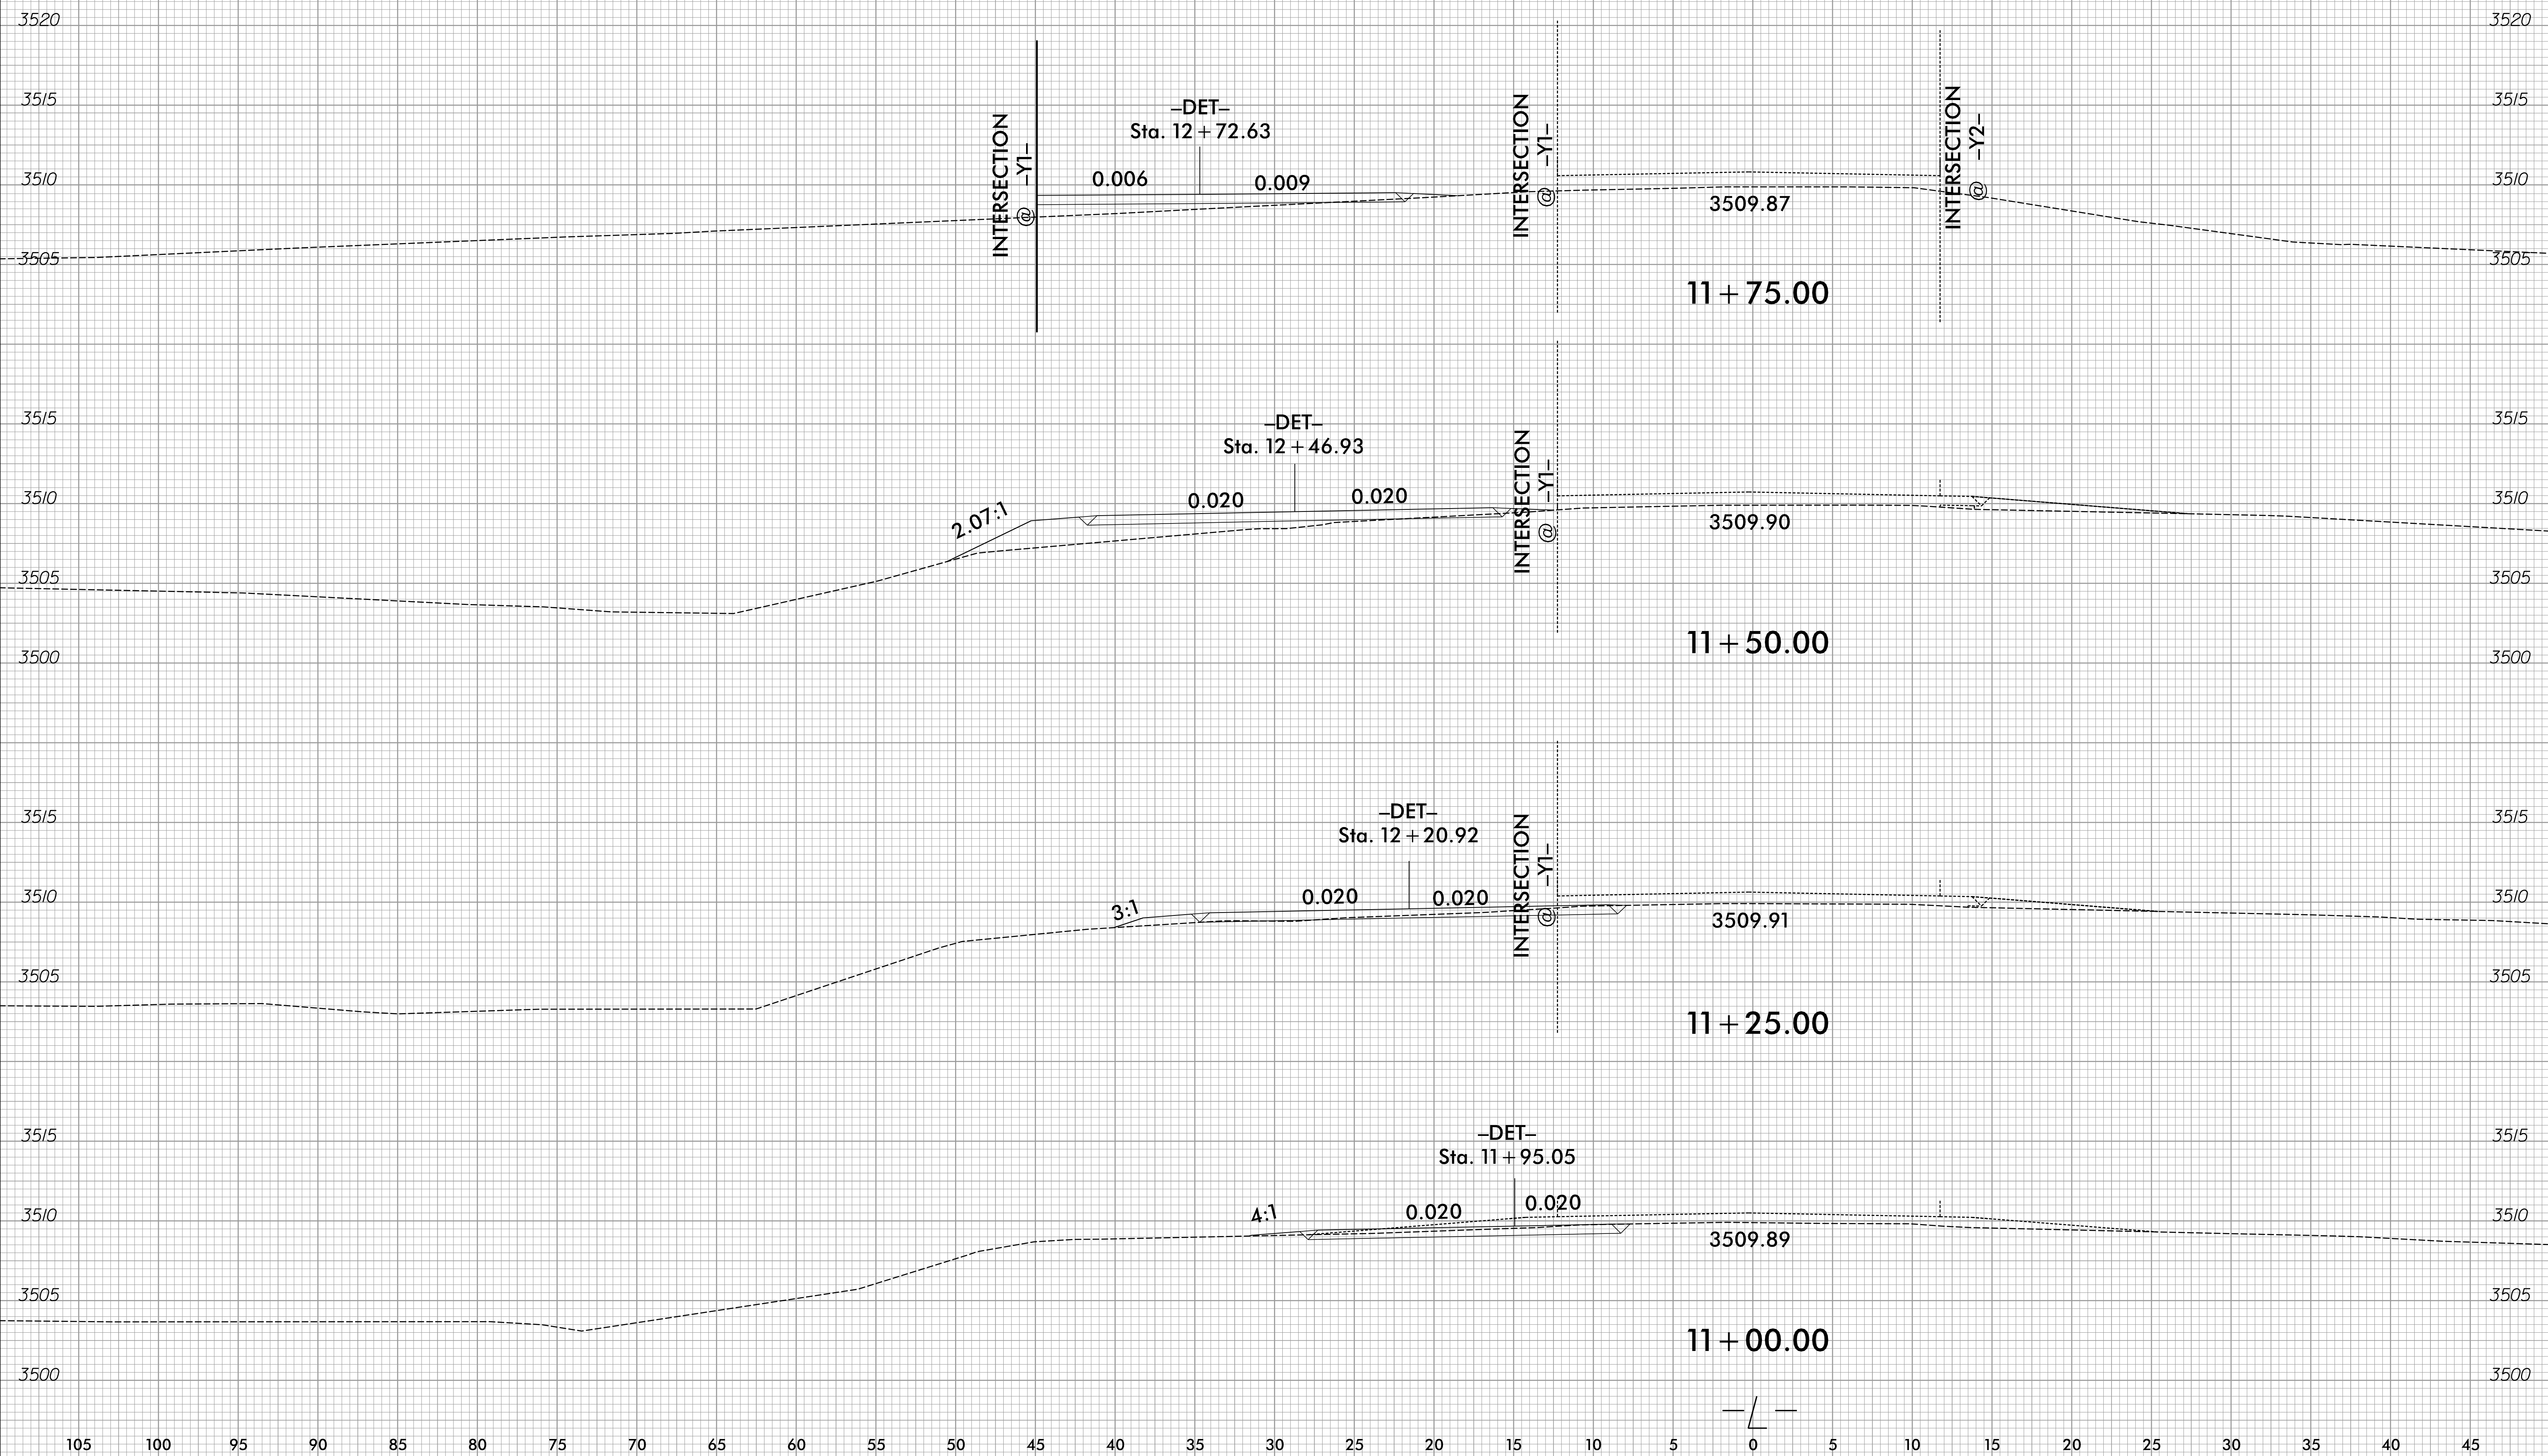 3520 3520
3515 3515
INTERSECTION
@ -Y1-
-DET-
Sta. 12+72.63
0.006 0.009
INTERSECTION
@ -Y1-
INTERSECTION
@ -Y2-
3510 3510
3509.87
3505 3505
11+75.00
3515 3515
-DET-
Sta. 12+46.93
2.07:1
0.020 0.020
INTERSECTION
@ -Y1-
3510 3510
3509.90
3505 3505
11+50.00
3500 3500
3515 3515
-DET-
Sta. 12+20.92
3:1
0.020 0.020
INTERSECTION
@ -Y1-
3510 3510
3509.91
3505 3505
11+25.00
3515 3515
-DET-
Sta. 11+95.05
4:1
0.020 0.020
3510 3510
3509.89
3505 3505
11+00.00
3500 3500
-L-
105 100 95 90 85 80 75 70 65 60 55 50 45 40 35 30 25 20 15 10 5 0 5 10 15 20 25 30 35 40 45